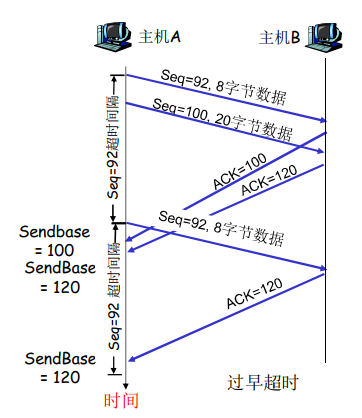 主机A
主机B
Seq=92, 8字节数据
Seq=100, 20字节数据
Seq=92超时间隔
ACK=100
ACK=120
Seq=92, 8字节数据
Sendbase
= 100
SendBase
= 120
Seq=92 超时间隔
ACK=120
SendBase
= 120
过早超时
时间